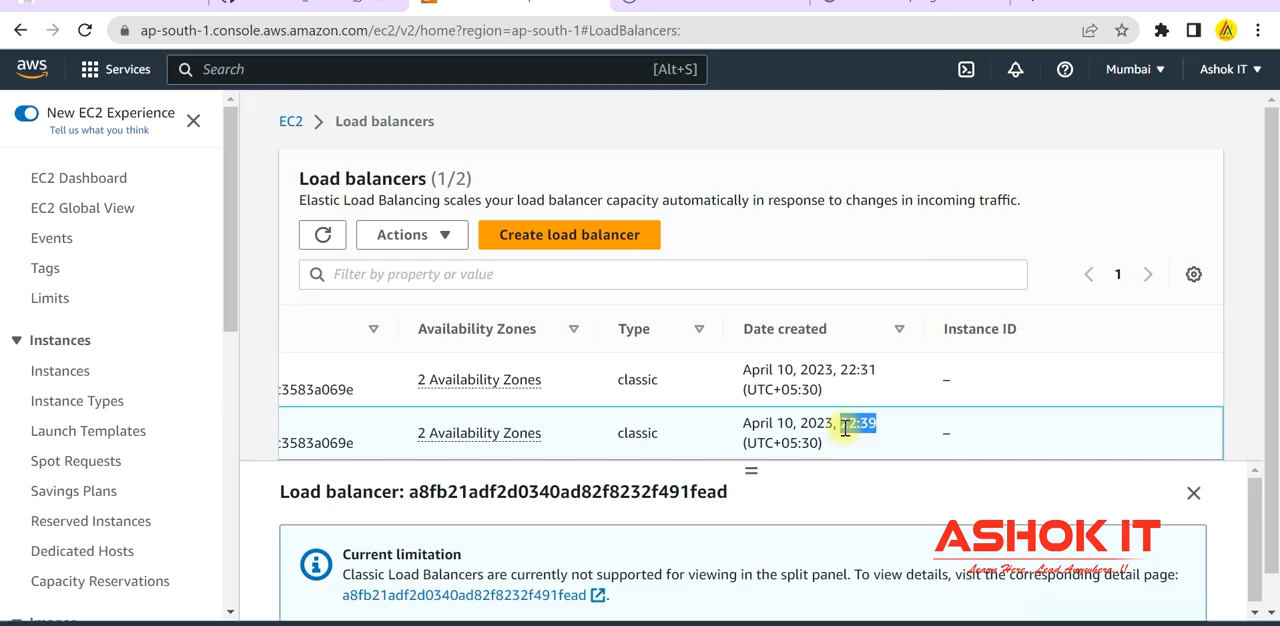 ap-south-1.console.aws.amazon.com/ec2/v2/home?region=ap-south-1#LoadBalancers:
aws
Services
Search
[Alt+S]
Mumbai
Ashok IT
New EC2 Experience
Tell us what you think
EC2 Dashboard
EC2 Global View
Events
Tags
Limits
Instances
Instances
Instance Types
Launch Templates
Spot Requests
Savings Plans
Reserved Instances
Dedicated Hosts
Capacity Reservations
Images
EC2 > Load balancers
Load balancers (1/2)
Elastic Load Balancing scales your load balancer capacity automatically in response to changes in incoming traffic.
Actions
Create load balancer
Filter by property or value
1
Availability Zones Type Date created Instance ID
:3583a069e 2 Availability Zones classic April 10, 2023, 22:31 (UTC+05:30) –
:3583a069e 2 Availability Zones classic April 10, 2023, 22:39 (UTC+05:30) –
Load balancer: a8fb21adf2d0340ad82f8232f491fead
Current limitation
Classic Load Balancers are currently not supported for viewing in the split panel. To view details, visit the corresponding detail page:
a8fb21adf2d0340ad82f8232f491fead.
ASHOK IT
Learn Here.. Lead Anywhere..!!